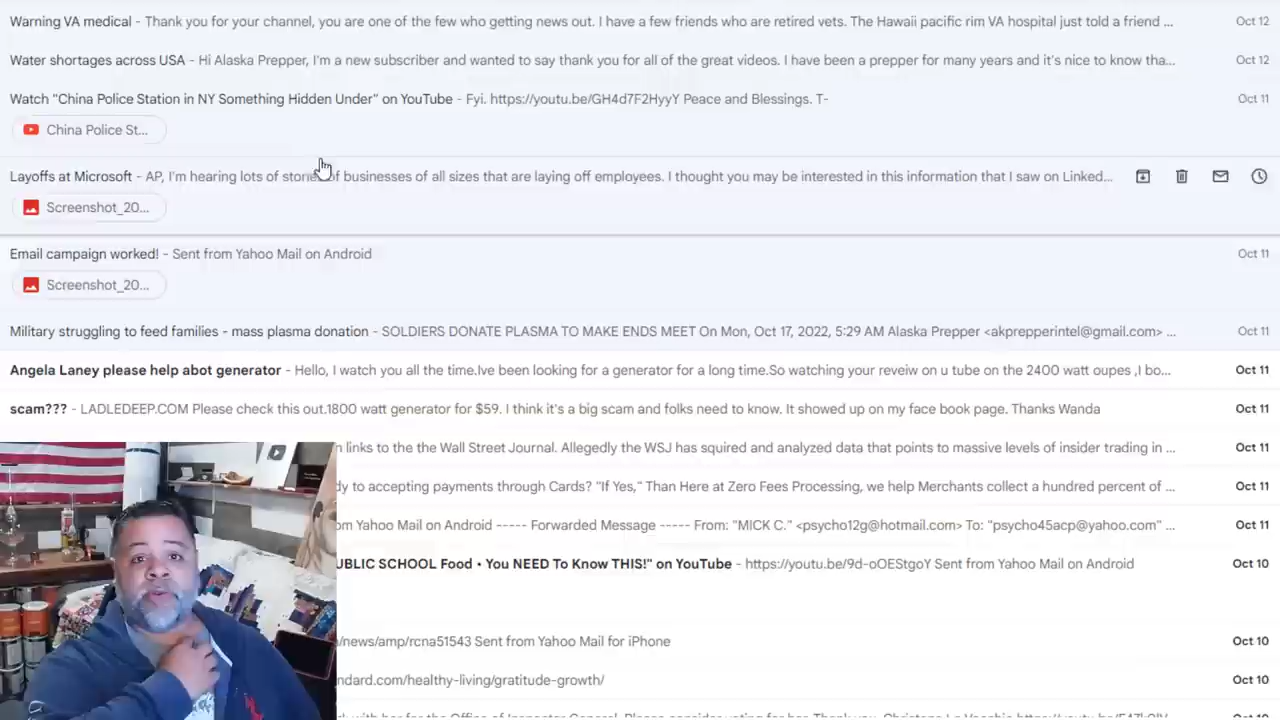 Warning VA medical - Thank you for your channel, you are one of the few who getting news out. I have a few friends who are retired vets. The Hawaii pacific rim VA hospital just told a friend ... Oct 12
Water shortages across USA - Hi Alaska Prepper, I'm a new subscriber and wanted to say thank you for all of the great videos. I have been a prepper for many years and it's nice to know tha... Oct 12
Watch "China Police Station in NY Something Hidden Under" on YouTube - Fyi. https://youtu.be/GH4d7F2HyyY Peace and Blessings. T- Oct 11
China Police St...
Layoffs at Microsoft - AP, I'm hearing lots of stories of businesses of all sizes that are laying off employees. I thought you may be interested in this information that I saw on Linked...
Screenshot_20...
Email campaign worked! - Sent from Yahoo Mail on Android Oct 11
Screenshot_20...
Military struggling to feed families - mass plasma donation - SOLDIERS DONATE PLASMA TO MAKE ENDS MEET On Mon, Oct 17, 2022, 5:29 AM Alaska Prepper <akprepperintel@gmail.com> ... Oct 11
Angela Laney please help abot generator - Hello, I watch you all the time.Ive been looking for a generator for a long time.So watching your reveiw on u tube on the 2400 watt oupes ,I bo... Oct 11
scam??? - LADLEDEEP.COM Please check this out.1800 watt generator for $59. I think it's a big scam and folks need to know. It showed up on my face book page. Thanks Wanda Oct 11
n links to the the Wall Street Journal. Allegedly the WSJ has squired and analyzed data that points to massive levels of insider trading in ... Oct 11
dy to accepting payments through Cards? "If Yes," Than Here at Zero Fees Processing, we help Merchants collect a hundred percent of ... Oct 11
om Yahoo Mail on Android ----- Forwarded Message ----- From: "MICK C." <psycho12g@hotmail.com> To: "psycho45acp@yahoo.com" ... Oct 11
UBLIC SCHOOL Food • You NEED To Know THIS!" on YouTube - https://youtu.be/9d-oOEStgoY Sent from Yahoo Mail on Android Oct 10
/news/amp/rcna51543 Sent from Yahoo Mail for iPhone Oct 10
ndard.com/healthy-living/gratitude-growth/ Oct 10